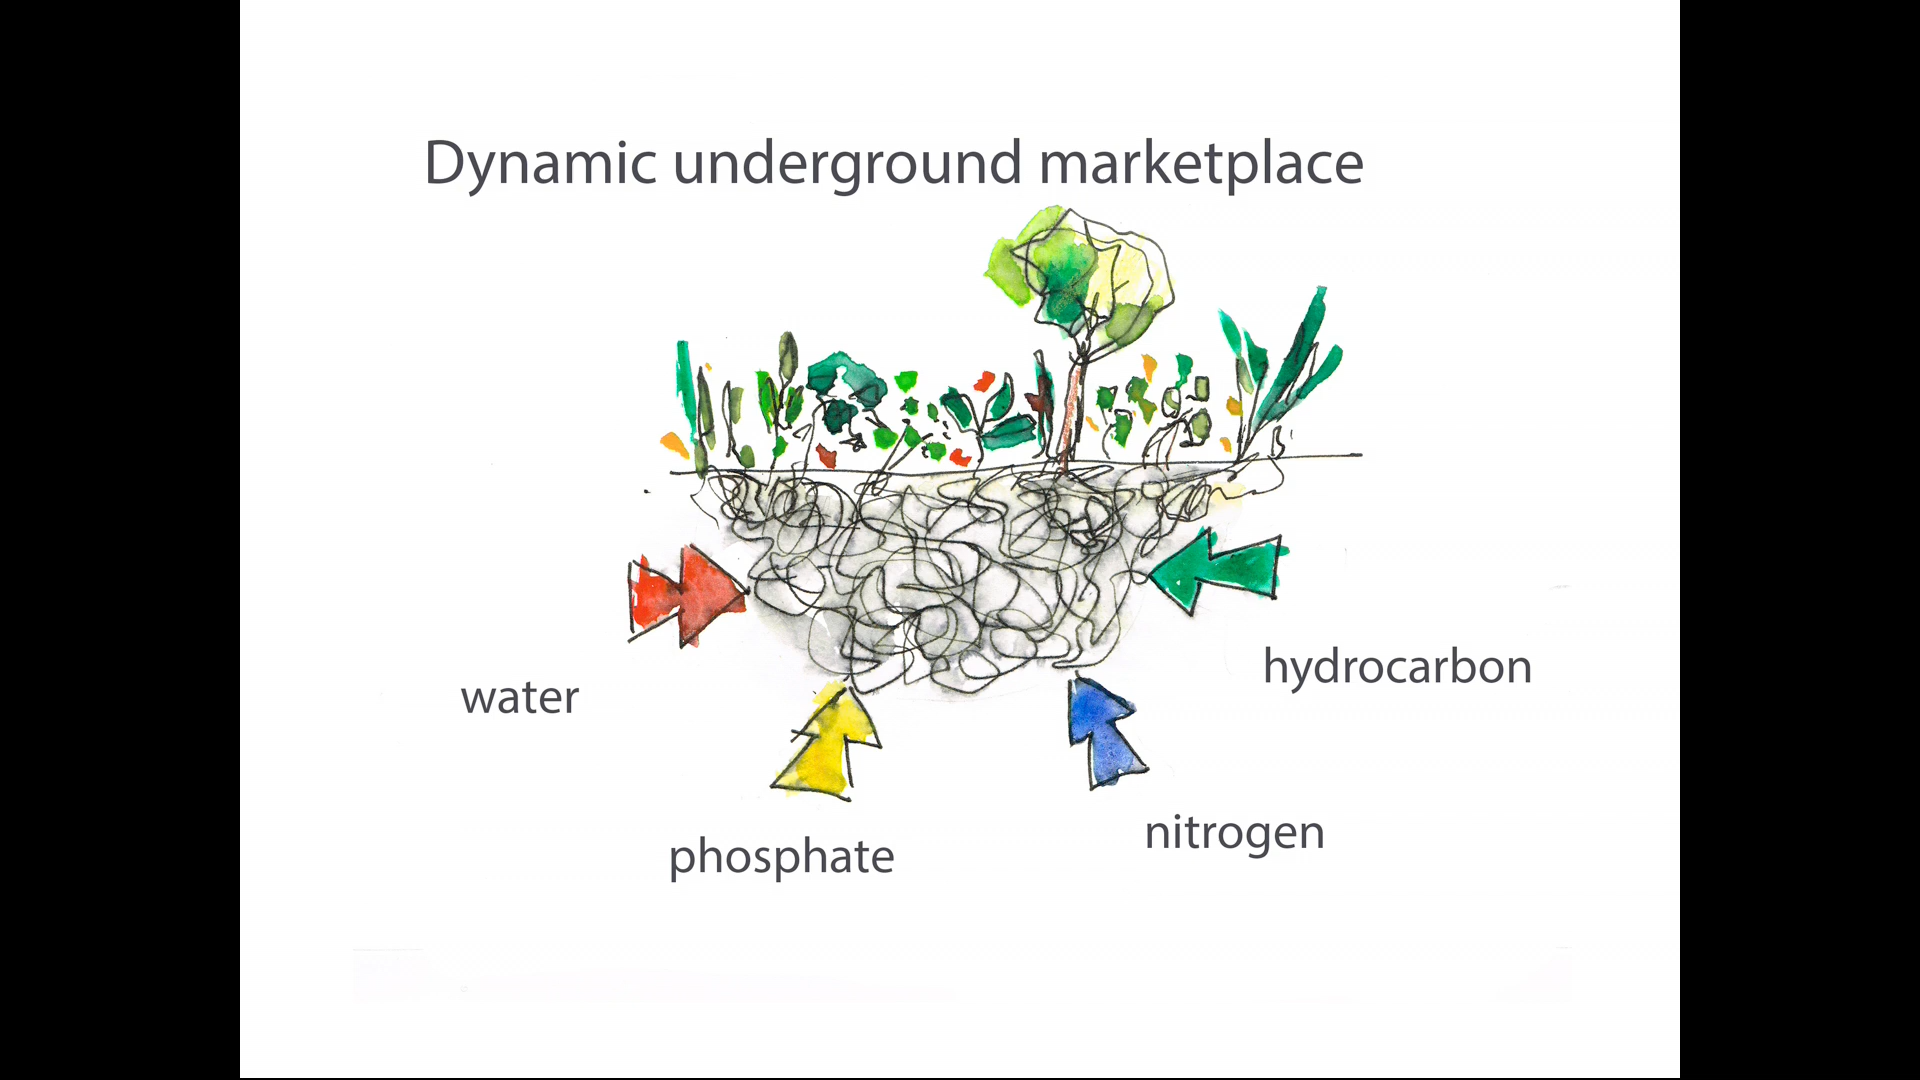 Dynamic underground marketplace
hydrocarbon
water
nitrogen
phosphate